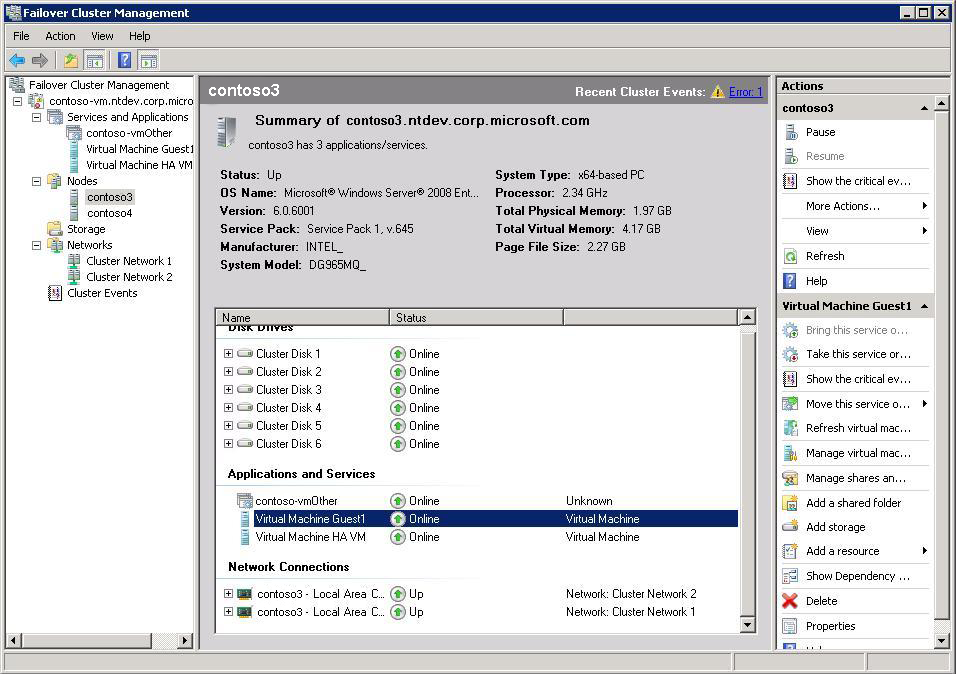 Failover Cluster Management
File Action View Help
Failover Cluster Management
contoso-vm.ntdev.corp.micro
Services and Applications
contoso-vmOther
Virtual Machine Guest1
Virtual Machine HA VM
Nodes
contoso3
contoso4
Storage
Networks
Cluster Network 1
Cluster Network 2
Cluster Events
contoso3 Recent Cluster Events: Error: 1
Summary of contoso3.ntdev.corp.microsoft.com
contoso3 has 3 applications/services.
Status: Up
OS Name: Microsoft® Windows Server® 2008 Ent...
Version: 6.0.6001
Service Pack: Service Pack 1, v.645
Manufacturer: INTEL_
System Model: DG965MQ_
System Type: x64-based PC
Processor: 2.34 GHz
Total Physical Memory: 1.97 GB
Total Virtual Memory: 4.17 GB
Page File Size: 2.27 GB
Name Status
Disk Drives
Cluster Disk 1 Online
Cluster Disk 2 Online
Cluster Disk 3 Online
Cluster Disk 4 Online
Cluster Disk 5 Online
Cluster Disk 6 Online
Applications and Services
contoso-vmOther Online Unknown
Virtual Machine Guest1 Online Virtual Machine
Virtual Machine HA VM Online Virtual Machine
Network Connections
contoso3 - Local Area C... Up Network: Cluster Network 2
contoso3 - Local Area C... Up Network: Cluster Network 1
Actions
contoso3
Pause
Resume
Show the critical ev...
More Actions...
View
Refresh
Help
Virtual Machine Guest1
Bring this service o...
Take this service or...
Show the critical ev...
Move this service o...
Refresh virtual mac...
Manage virtual mac...
Manage shares an...
Add a shared folder
Add storage
Add a resource
Show Dependency ...
Delete
Properties
Help